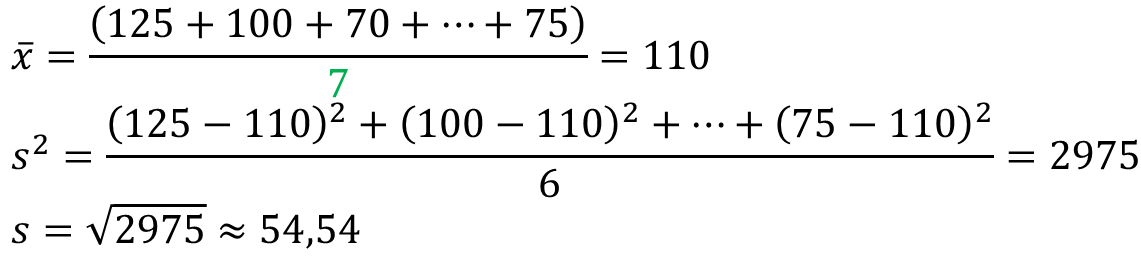 x̄ = (125 + 100 + 70 + ⋯ + 75) / 7 = 110
s² = (125 − 110)² + (100 − 110)² + ⋯ + (75 − 110)² / 6 = 2975
s = √2975 ≈ 54,54